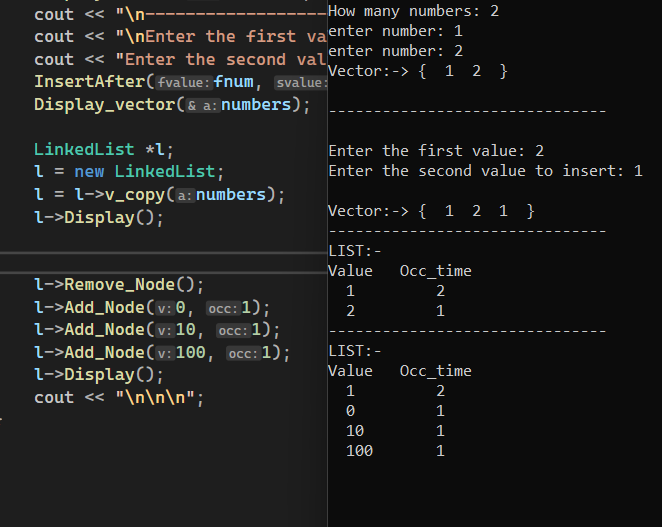 cout << "\n------------------
cout << "\nEnter the first va
cout << "Enter the second val
InsertAfter(fvalue:fnum, svalue:
Display_vector(& a:numbers);
LinkedList *l;
l = new LinkedList;
l = l->v_copy(a:numbers);
l->Display();
l->Remove_Node();
l->Add_Node(v:0, occ:1);
l->Add_Node(v:10, occ:1);
l->Add_Node(v:100, occ:1);
l->Display();
cout << "\n\n\n";
How many numbers: 2
enter number: 1
enter number: 2
Vector:-> {  1  2  }
-------------------------------
Enter the first value: 2
Enter the second value to insert: 1
Vector:-> {  1  2  1  }
-------------------------------
LIST:-
Value   Occ_time
1         2
2         1
-------------------------------
LIST:-
Value   Occ_time
1         2
0         1
10        1
100       1